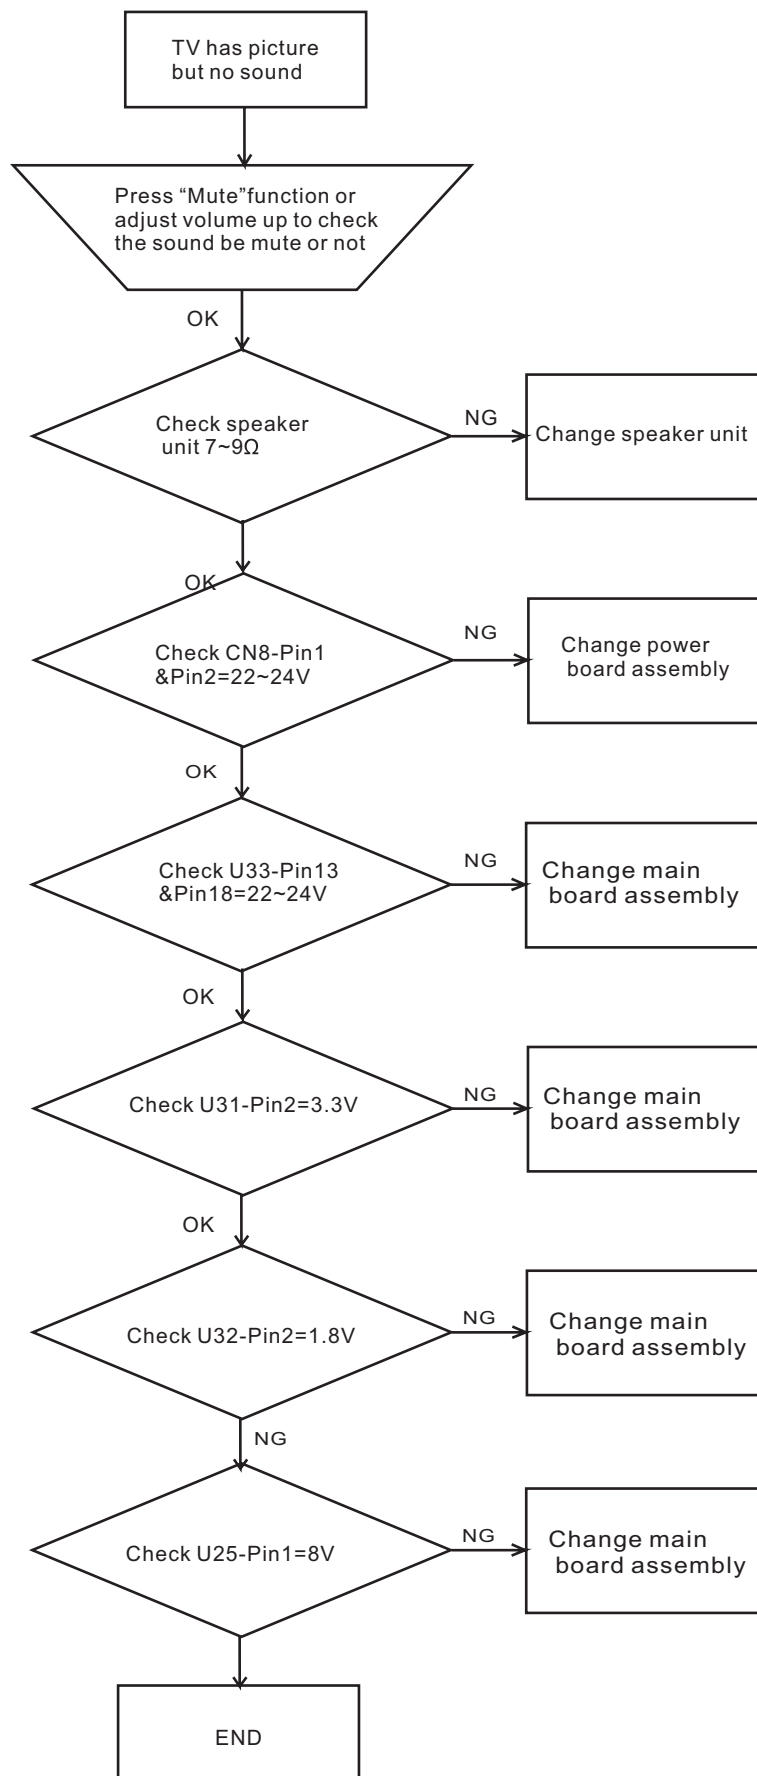 TV has picture
but no sound
Press “Mute”function or
adjust volume up to check
the sound be mute or not
OK
Check speaker
unit 7~9Ω
NG
Change speaker unit
OK
Check CN8-Pin1
&Pin2=22~24V
NG
Change power
board assembly
OK
Check U33-Pin13
&Pin18=22~24V
NG
Change main
board assembly
OK
Check U31-Pin2=3.3V
NG
Change main
board assembly
OK
Check U32-Pin2=1.8V
NG
Change main
board assembly
NG
Check U25-Pin1=8V
NG
Change main
board assembly
END